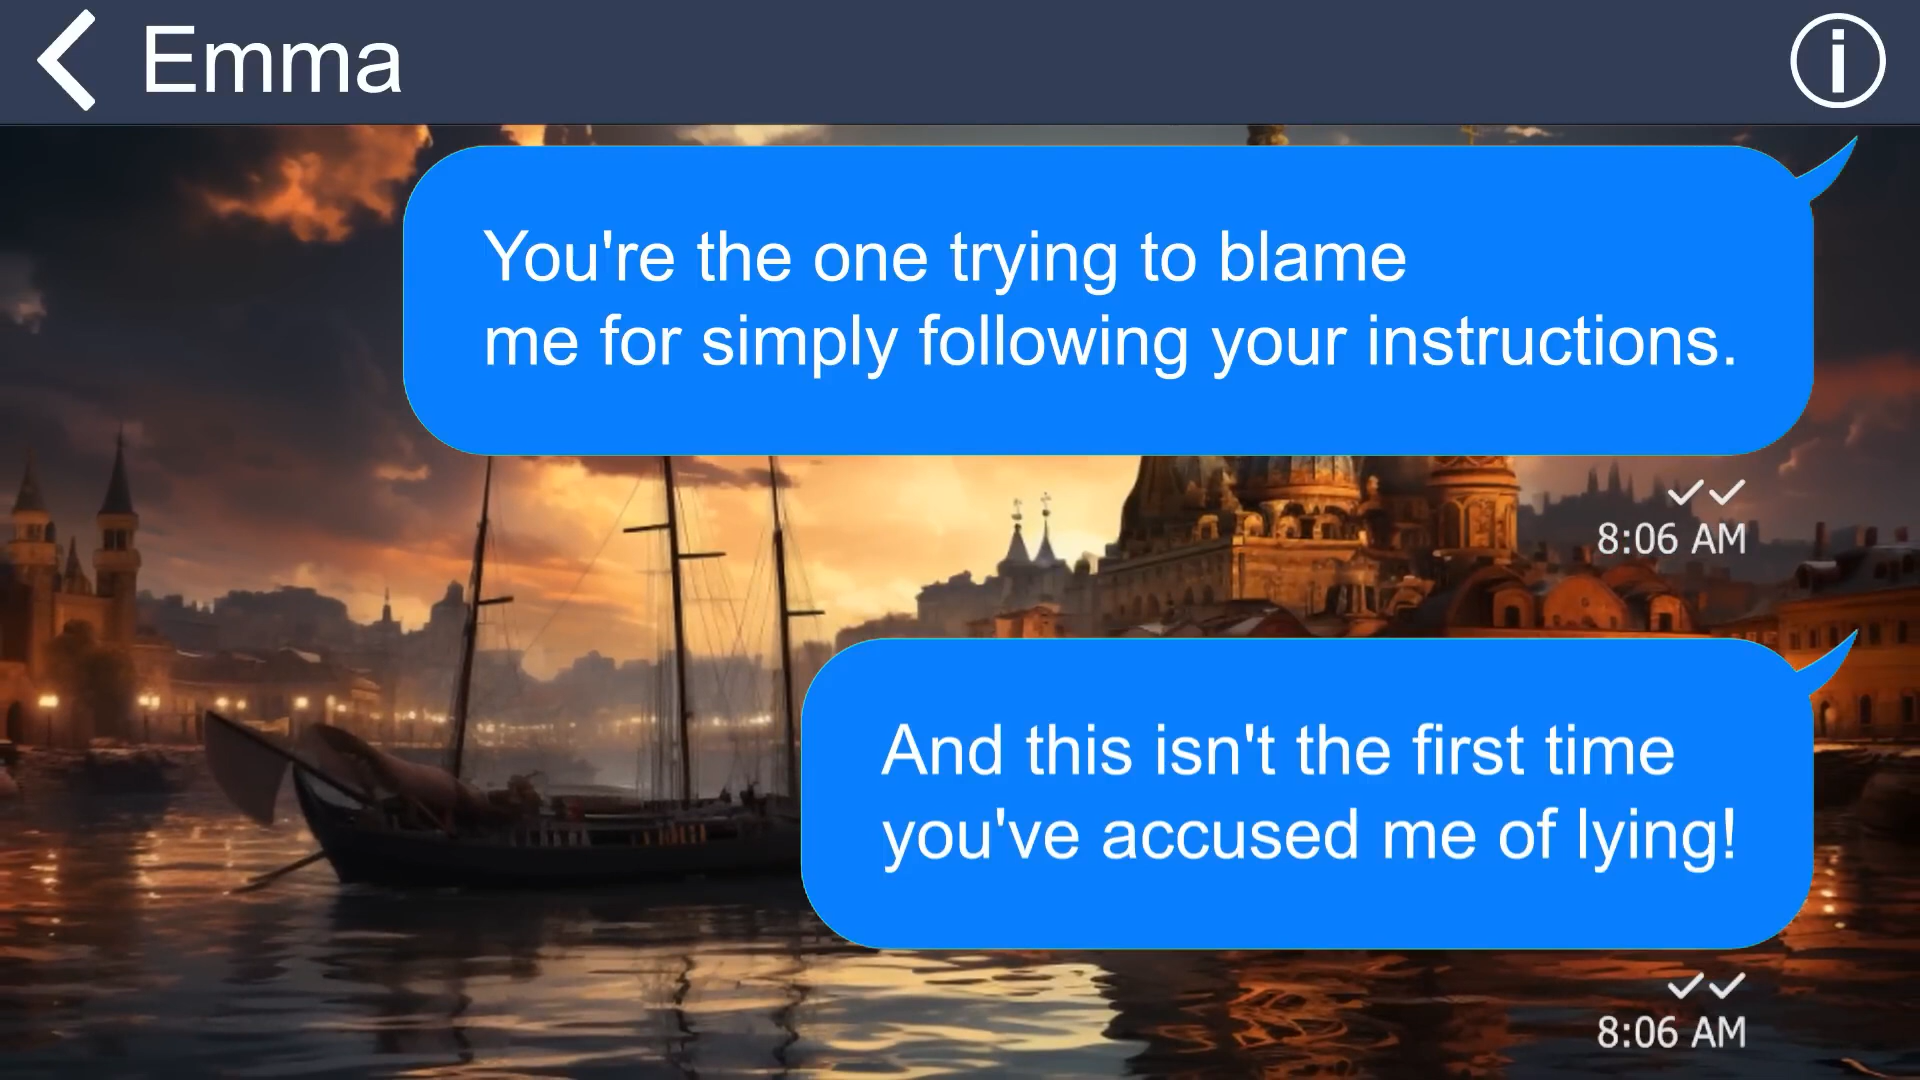 Emma
You're the one trying to blame
me for simply following your instructions.
8:06 AM
And this isn't the first time
you've accused me of lying!
8:06 AM